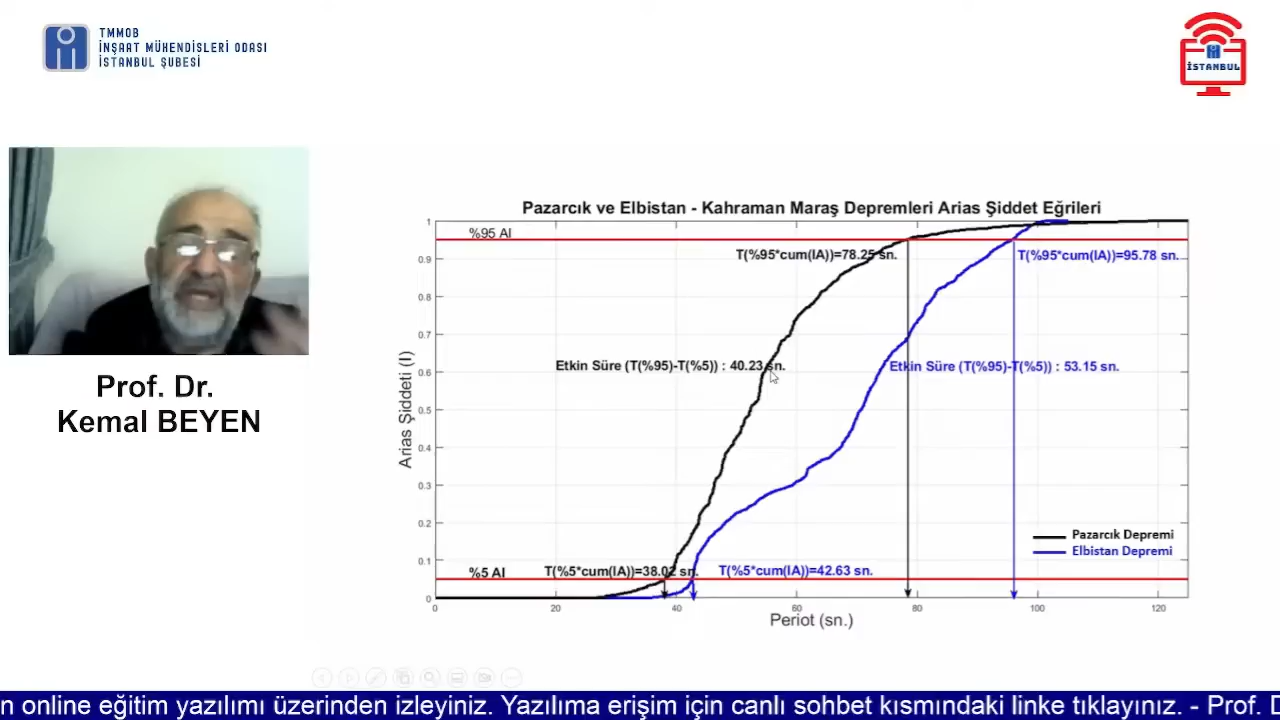 TMMOB
İNŞAAT MÜHENDİSLERİ ODASI
İSTANBUL ŞUBESİ
İSTANBUL
Prof. Dr.
Kemal BEYEN
Pazarcık ve Elbistan - Kahraman Maraş Depremleri Arias Şiddet Eğrileri
%95 AI
T(%95*cum(IA))=78.25 sn.
T(%95*cum(IA))=95.78 sn.
Etkin Süre (T(%95)-T(%5)) : 40.23 sn.
Etkin Süre (T(%95)-T(%5)) : 53.15 sn.
Pazarcık Depremi
Elbistan Depremi
%5 AI
T(%5*cum(IA))=38.02 sn.
T(%5*cum(IA))=42.63 sn.
Arias Şiddeti (I)
1
0.9
0.8
0.7
0.6
0.5
0.4
0.3
0.2
0.1
0
0 20 40 60 80 100 120
Periot (sn.)
n online eğitim yazılımı üzerinden izleyiniz. Yazılıma erişim için canlı sohbet kısmındaki linke tıklayınız. - Prof. D